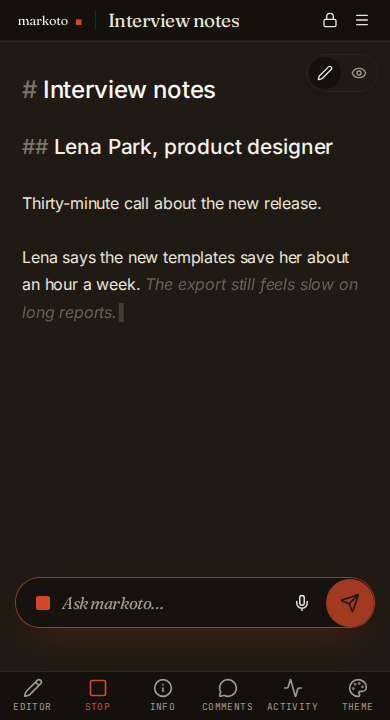 markoto
Interview notes
# Interview notes
## Lena Park, product designer
Thirty-minute call about the new release.
Lena says the new templates save her about
an hour a week. The export still feels slow on
long reports.
Ask markoto...
EDITOR
STOP
INFO
COMMENTS
ACTIVITY
THEME